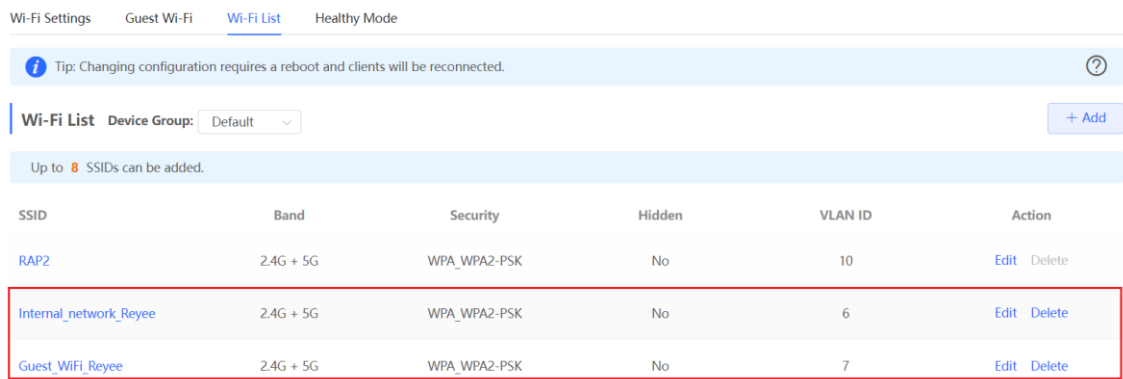 Wi-Fi Settings Guest Wi-Fi Wi-Fi List Healthy Mode
i Tip: Changing configuration requires a reboot and clients will be reconnected. ?
Wi-Fi List Device Group: Default + Add
Up to 8 SSIDs can be added.
SSID Band Security Hidden VLAN ID Action
RAP2 2.4G + 5G WPA_WPA2-PSK No 10 Edit Delete
Internal_network_Reyee 2.4G + 5G WPA_WPA2-PSK No 6 Edit Delete
Guest_WiFi_Reyee 2.4G + 5G WPA_WPA2-PSK No 7 Edit Delete